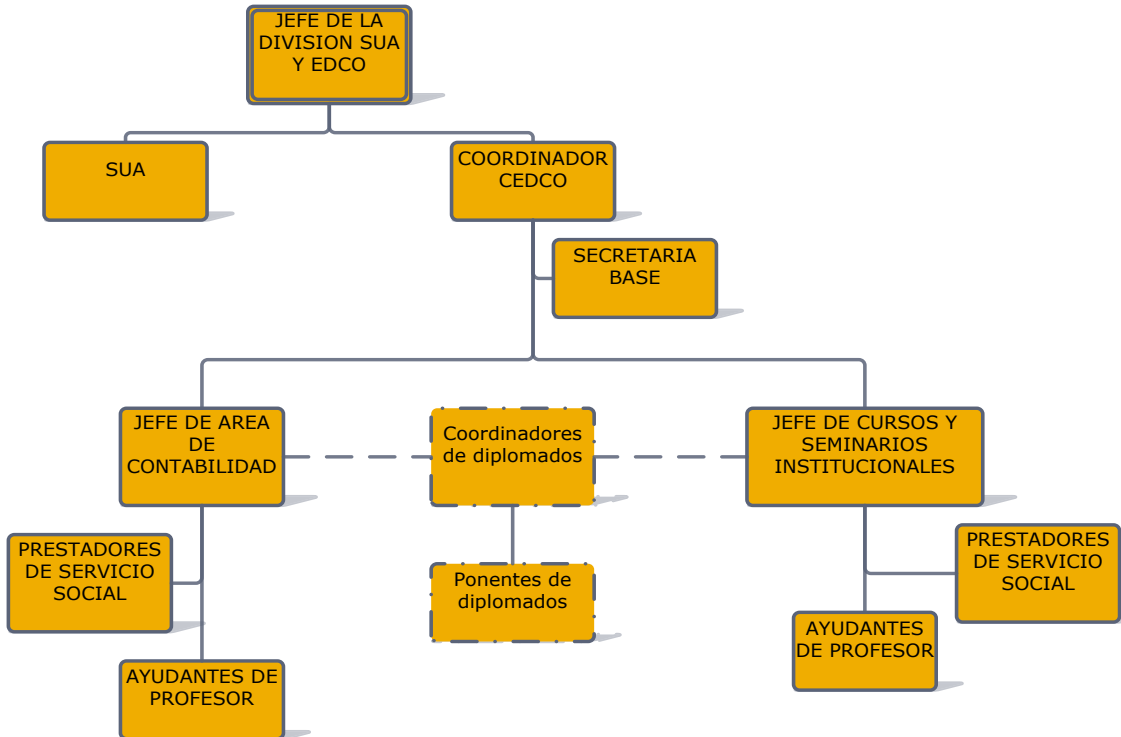 JEFE DE LA
DIVISION SUA
Y EDCO
SUA
COORDINADOR
CEDCO
SECRETARIA
BASE
JEFE DE AREA
DE
CONTABILIDAD
Coordinadores
de diplomados
JEFE DE CURSOS Y
SEMINARIOS
INSTITUCIONALES
PRESTADORES
DE SERVICIO
SOCIAL
Ponentes de
diplomados
PRESTADORES
DE SERVICIO
SOCIAL
AYUDANTES
DE PROFESOR
AYUDANTES DE
PROFESOR